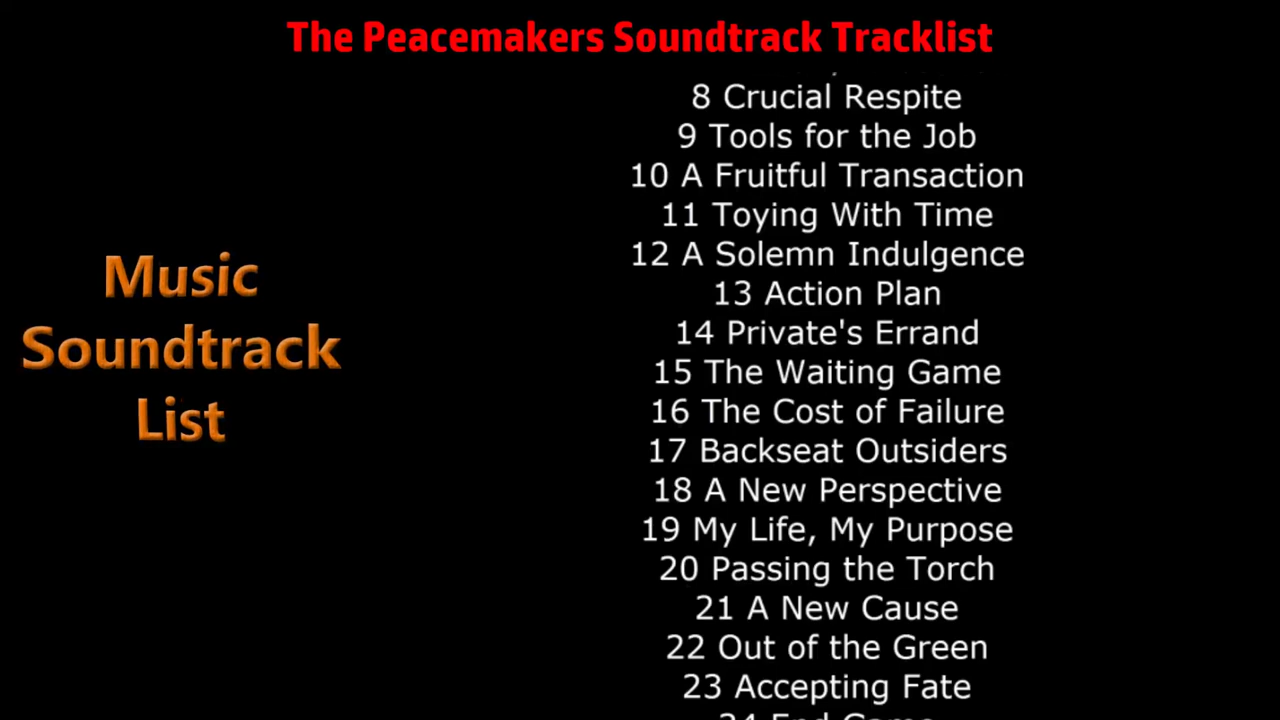 The Peacemakers Soundtrack Tracklist
8 Crucial Respite
9 Tools for the Job
10 A Fruitful Transaction
11 Toying With Time
12 A Solemn Indulgence
13 Action Plan
14 Private's Errand
15 The Waiting Game
16 The Cost of Failure
17 Backseat Outsiders
18 A New Perspective
19 My Life, My Purpose
20 Passing the Torch
21 A New Cause
22 Out of the Green
23 Accepting Fate
24 End Game
Music
Soundtrack
List